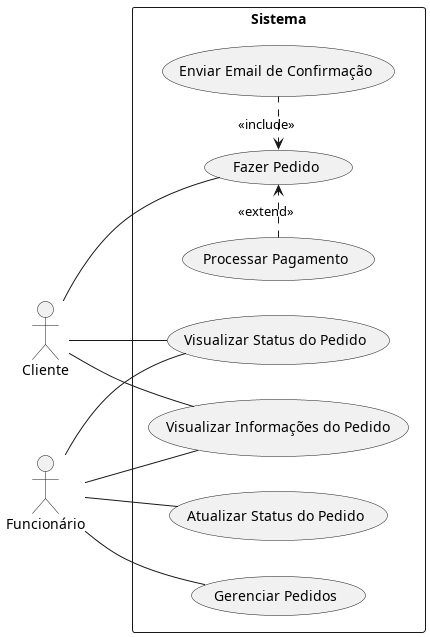 Sistema
Enviar Email de Confirmação
«include»
Fazer Pedido
«extend»
Processar Pagamento
Visualizar Status do Pedido
Cliente
Visualizar Informações do Pedido
Funcionário
Atualizar Status do Pedido
Gerenciar Pedidos